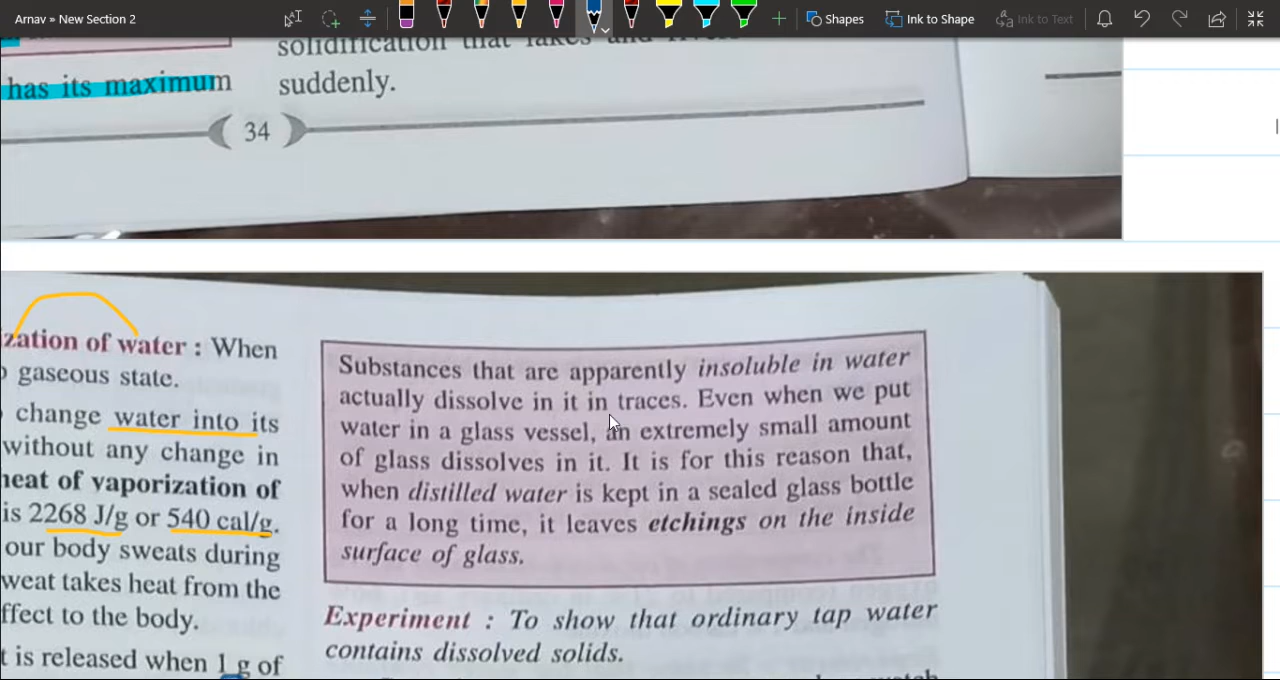 Arnav » New Section 2
Shapes
Ink to Shape
Ink to Text
solidification that lakes and
has its maximum
suddenly.
34
zation of water : When
gaseous state.
change water into its
without any change in
heat of vaporization of
is 2268 J/g or 540 cal/g.
our body sweats during
weat takes heat from the
ffect to the body.
t is released when 1 g of
Substances that are apparently insoluble in water
actually dissolve in it in traces. Even when we put
water in a glass vessel, an extremely small amount
of glass dissolves in it. It is for this reason that,
when distilled water is kept in a sealed glass bottle
for a long time, it leaves etchings on the inside
surface of glass.
Experiment : To show that ordinary tap water
contains dissolved solids.